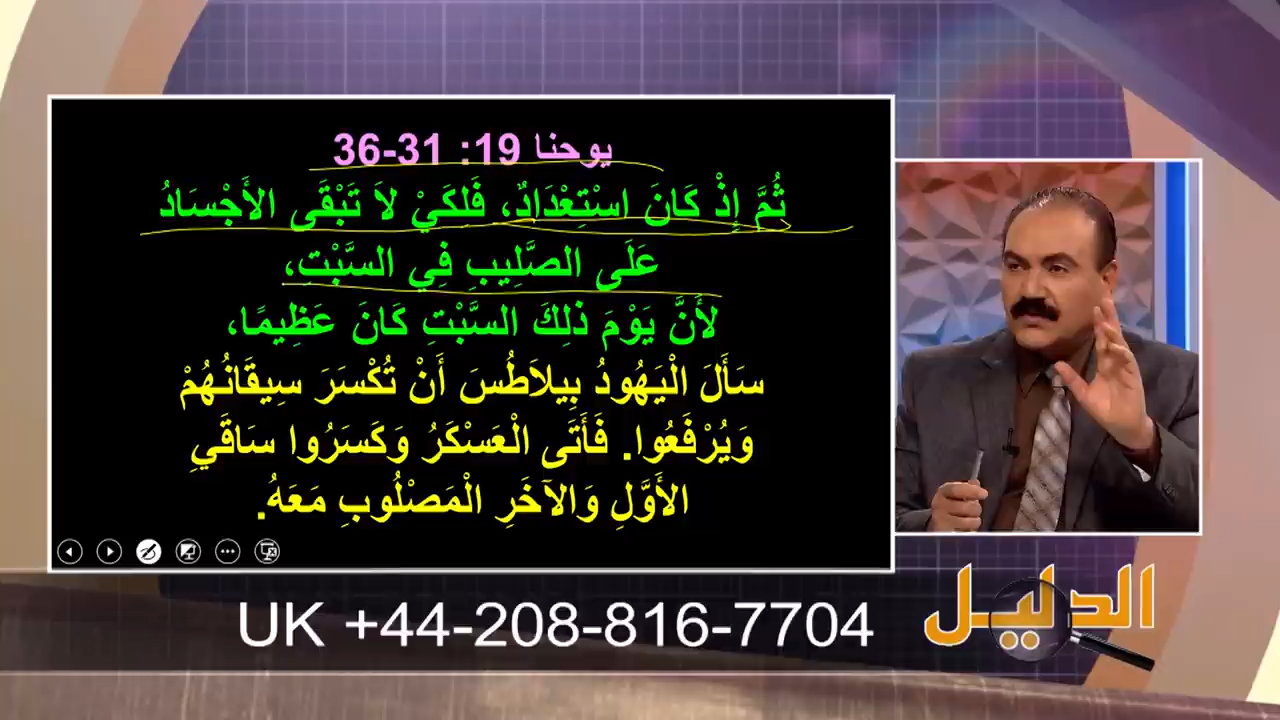 يوحنا 19: 31-36
ثُمَّ إِذْ كَانَ اسْتِعْدَادٌ، فَلِكَيْ لاَ تَبْقَى الأَجْسَادُ
عَلَى الصَّلِيبِ فِي السَّبْتِ،
لأَنَّ يَوْمَ ذلِكَ السَّبْتِ كَانَ عَظِيمًا،
سَأَلَ الْيَهُودُ بِيلاَطُسَ أَنْ تُكْسَرَ سِيقَانُهُمْ
وَيُرْفَعُوا. فَأَتَى الْعَسْكَرُ وَكَسَرُوا سَاقَيِ
الأَوَّلِ وَالآخَرِ الْمَصْلُوبِ مَعَهُ.
الدليل
UK +44-208-816-7704